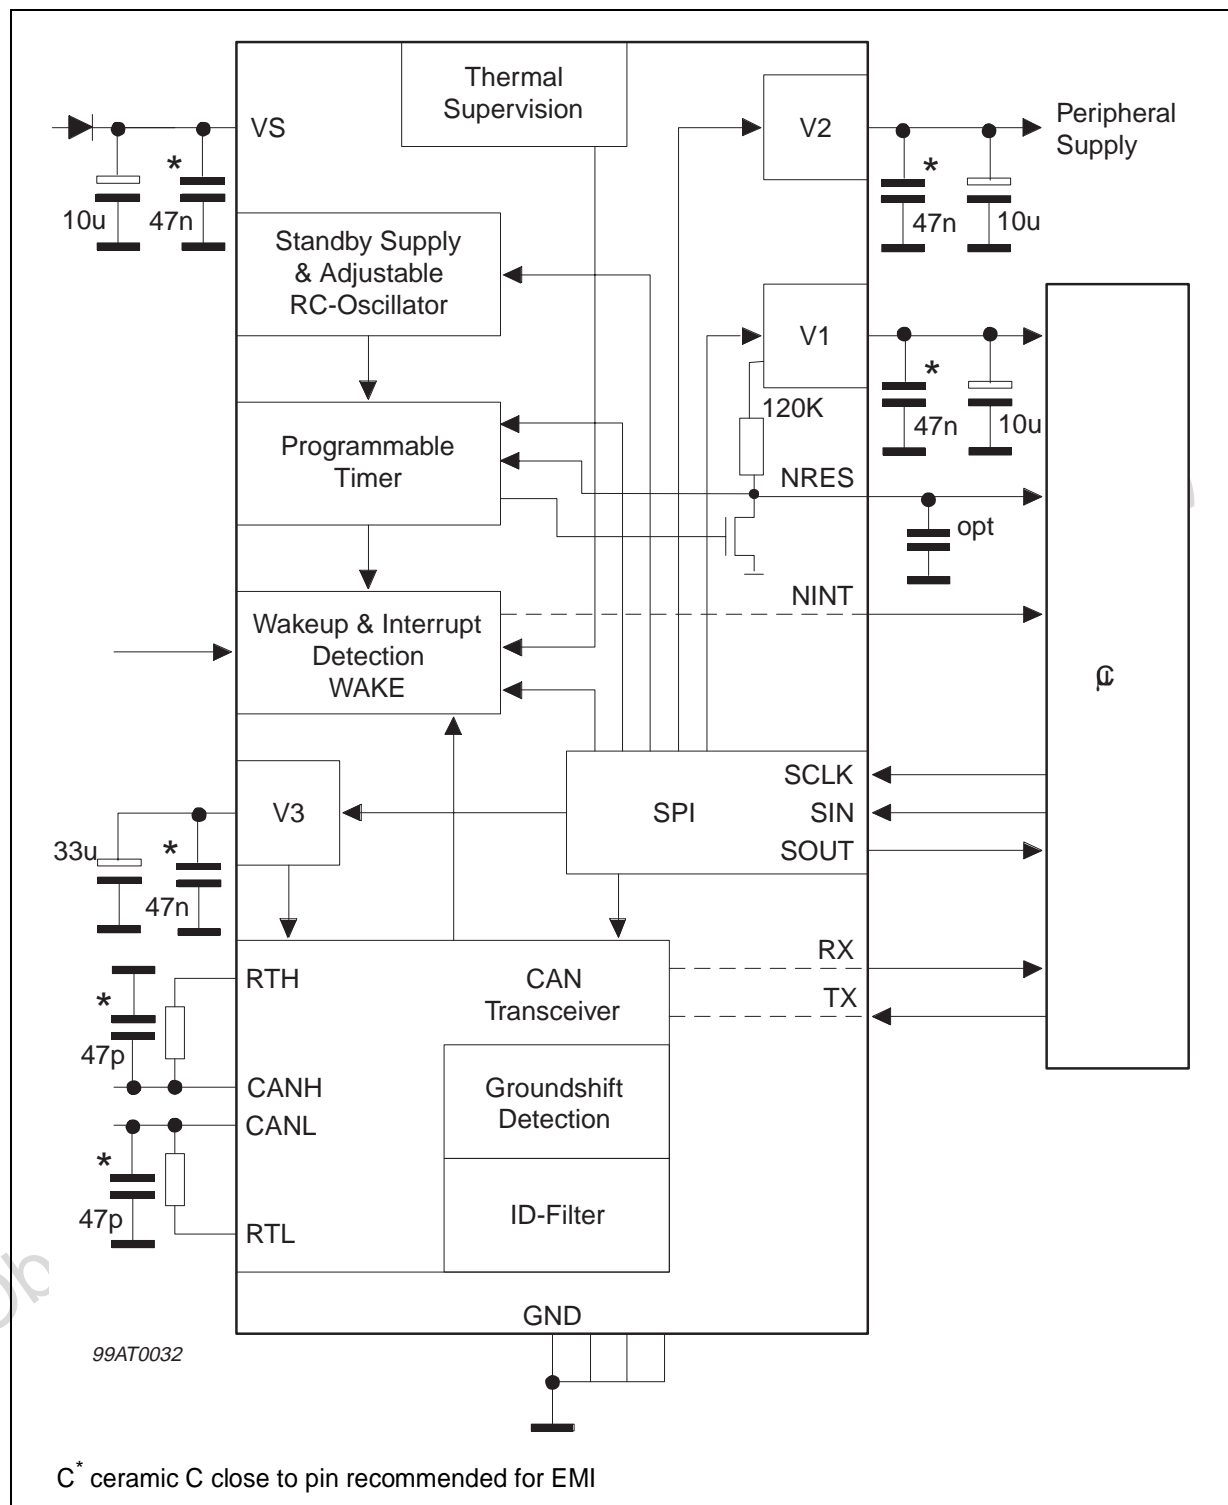 Thermal
Supervision
VS
V2
Peripheral
Supply
*
10u
47n
*
47n
10u
Standby Supply
& Adjustable
RC-Oscillator
V1
*
47n
10u
120K
Programmable
Timer
NRES
opt
NINT
Wakeup & Interrupt
Detection
WAKE
µC
SCLK
SPI
SIN
SOUT
V3
33u
*
47n
RX
TX
RTH
CAN
Transceiver
*
47p
CANH
CANL
Groundshift
Detection
*
47p
RTL
ID-Filter
GND
99AT0032
C* ceramic C close to pin recommended for EMI